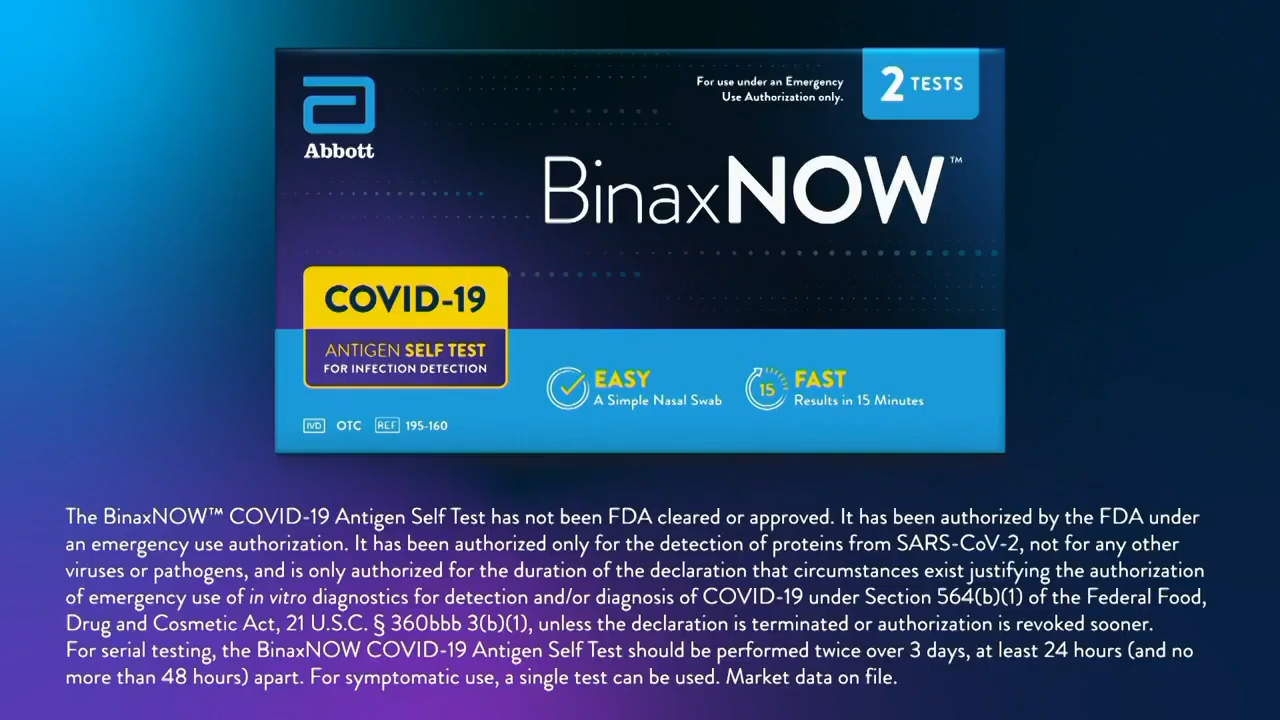 Abbott
For use under an Emergency
Use Authorization only.
2 TESTS
BinaxNOW™
COVID-19
ANTIGEN SELF TEST
FOR INFECTION DETECTION
EASY
A Simple Nasal Swab
15
FAST
Results in 15 Minutes
IVD OTC REF 195-160
The BinaxNOW™ COVID-19 Antigen Self Test has not been FDA cleared or approved. It has been authorized by the FDA under
an emergency use authorization. It has been authorized only for the detection of proteins from SARS-CoV-2, not for any other
viruses or pathogens, and is only authorized for the duration of the declaration that circumstances exist justifying the authorization
of emergency use of in vitro diagnostics for detection and/or diagnosis of COVID-19 under Section 564(b)(1) of the Federal Food,
Drug and Cosmetic Act, 21 U.S.C. § 360bbb 3(b)(1), unless the declaration is terminated or authorization is revoked sooner.
For serial testing, the BinaxNOW COVID-19 Antigen Self Test should be performed twice over 3 days, at least 24 hours (and no
more than 48 hours) apart. For symptomatic use, a single test can be used. Market data on file.